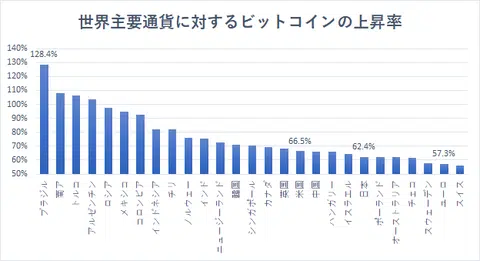 世界主要通貨に対するビットコインの上昇率
140%
130%
120%
110%
100%
90%
80%
70%
60%
50%
128.4%
66.5%
62.4%
57.3%
ブラジル
南ア
トルコ
アルゼンチン
ロシア
メキシコ
コロンビア
インドネシア
チリ
ノルウェー
インド
ニュージーランド
韓国
シンガポール
カナダ
英国
米国
中国
ハンガリー
イスラエル
日本
ポーランド
オーストラリア
チェコ
スウェーデン
ユーロ
スイス